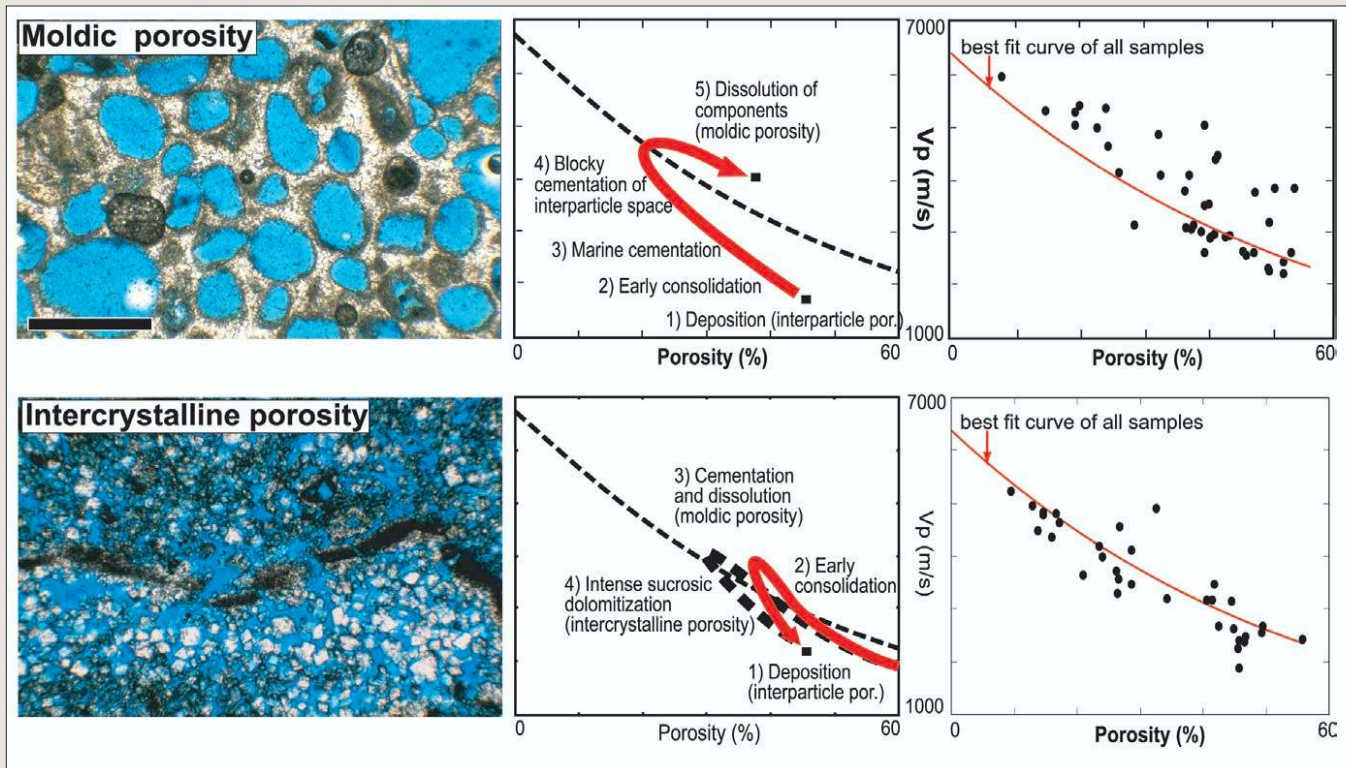 Moldic porosity
5) Dissolution of
components
(moldic porosity)
4) Blocky
cementation of
interparticle space
3) Marine cementation
2) Early consolidation
1) Deposition (interparticle por.)
0
60
Porosity (%)
7000
best fit curve of all samples
Vp (m/s)
1000
0
600
Porosity (%)
Intercrystalline porosity
3) Cementation
and dissolution
(moldic porosity)
2) Early
consolidation
4) Intense sucrosic
dolomitization
(intercrystalline porosity)
1) Deposition
(interparticle por.)
0
60
Porosity (%)
7000
best fit curve of all samples
Vp (m/s)
1000
0
60
Porosity (%)